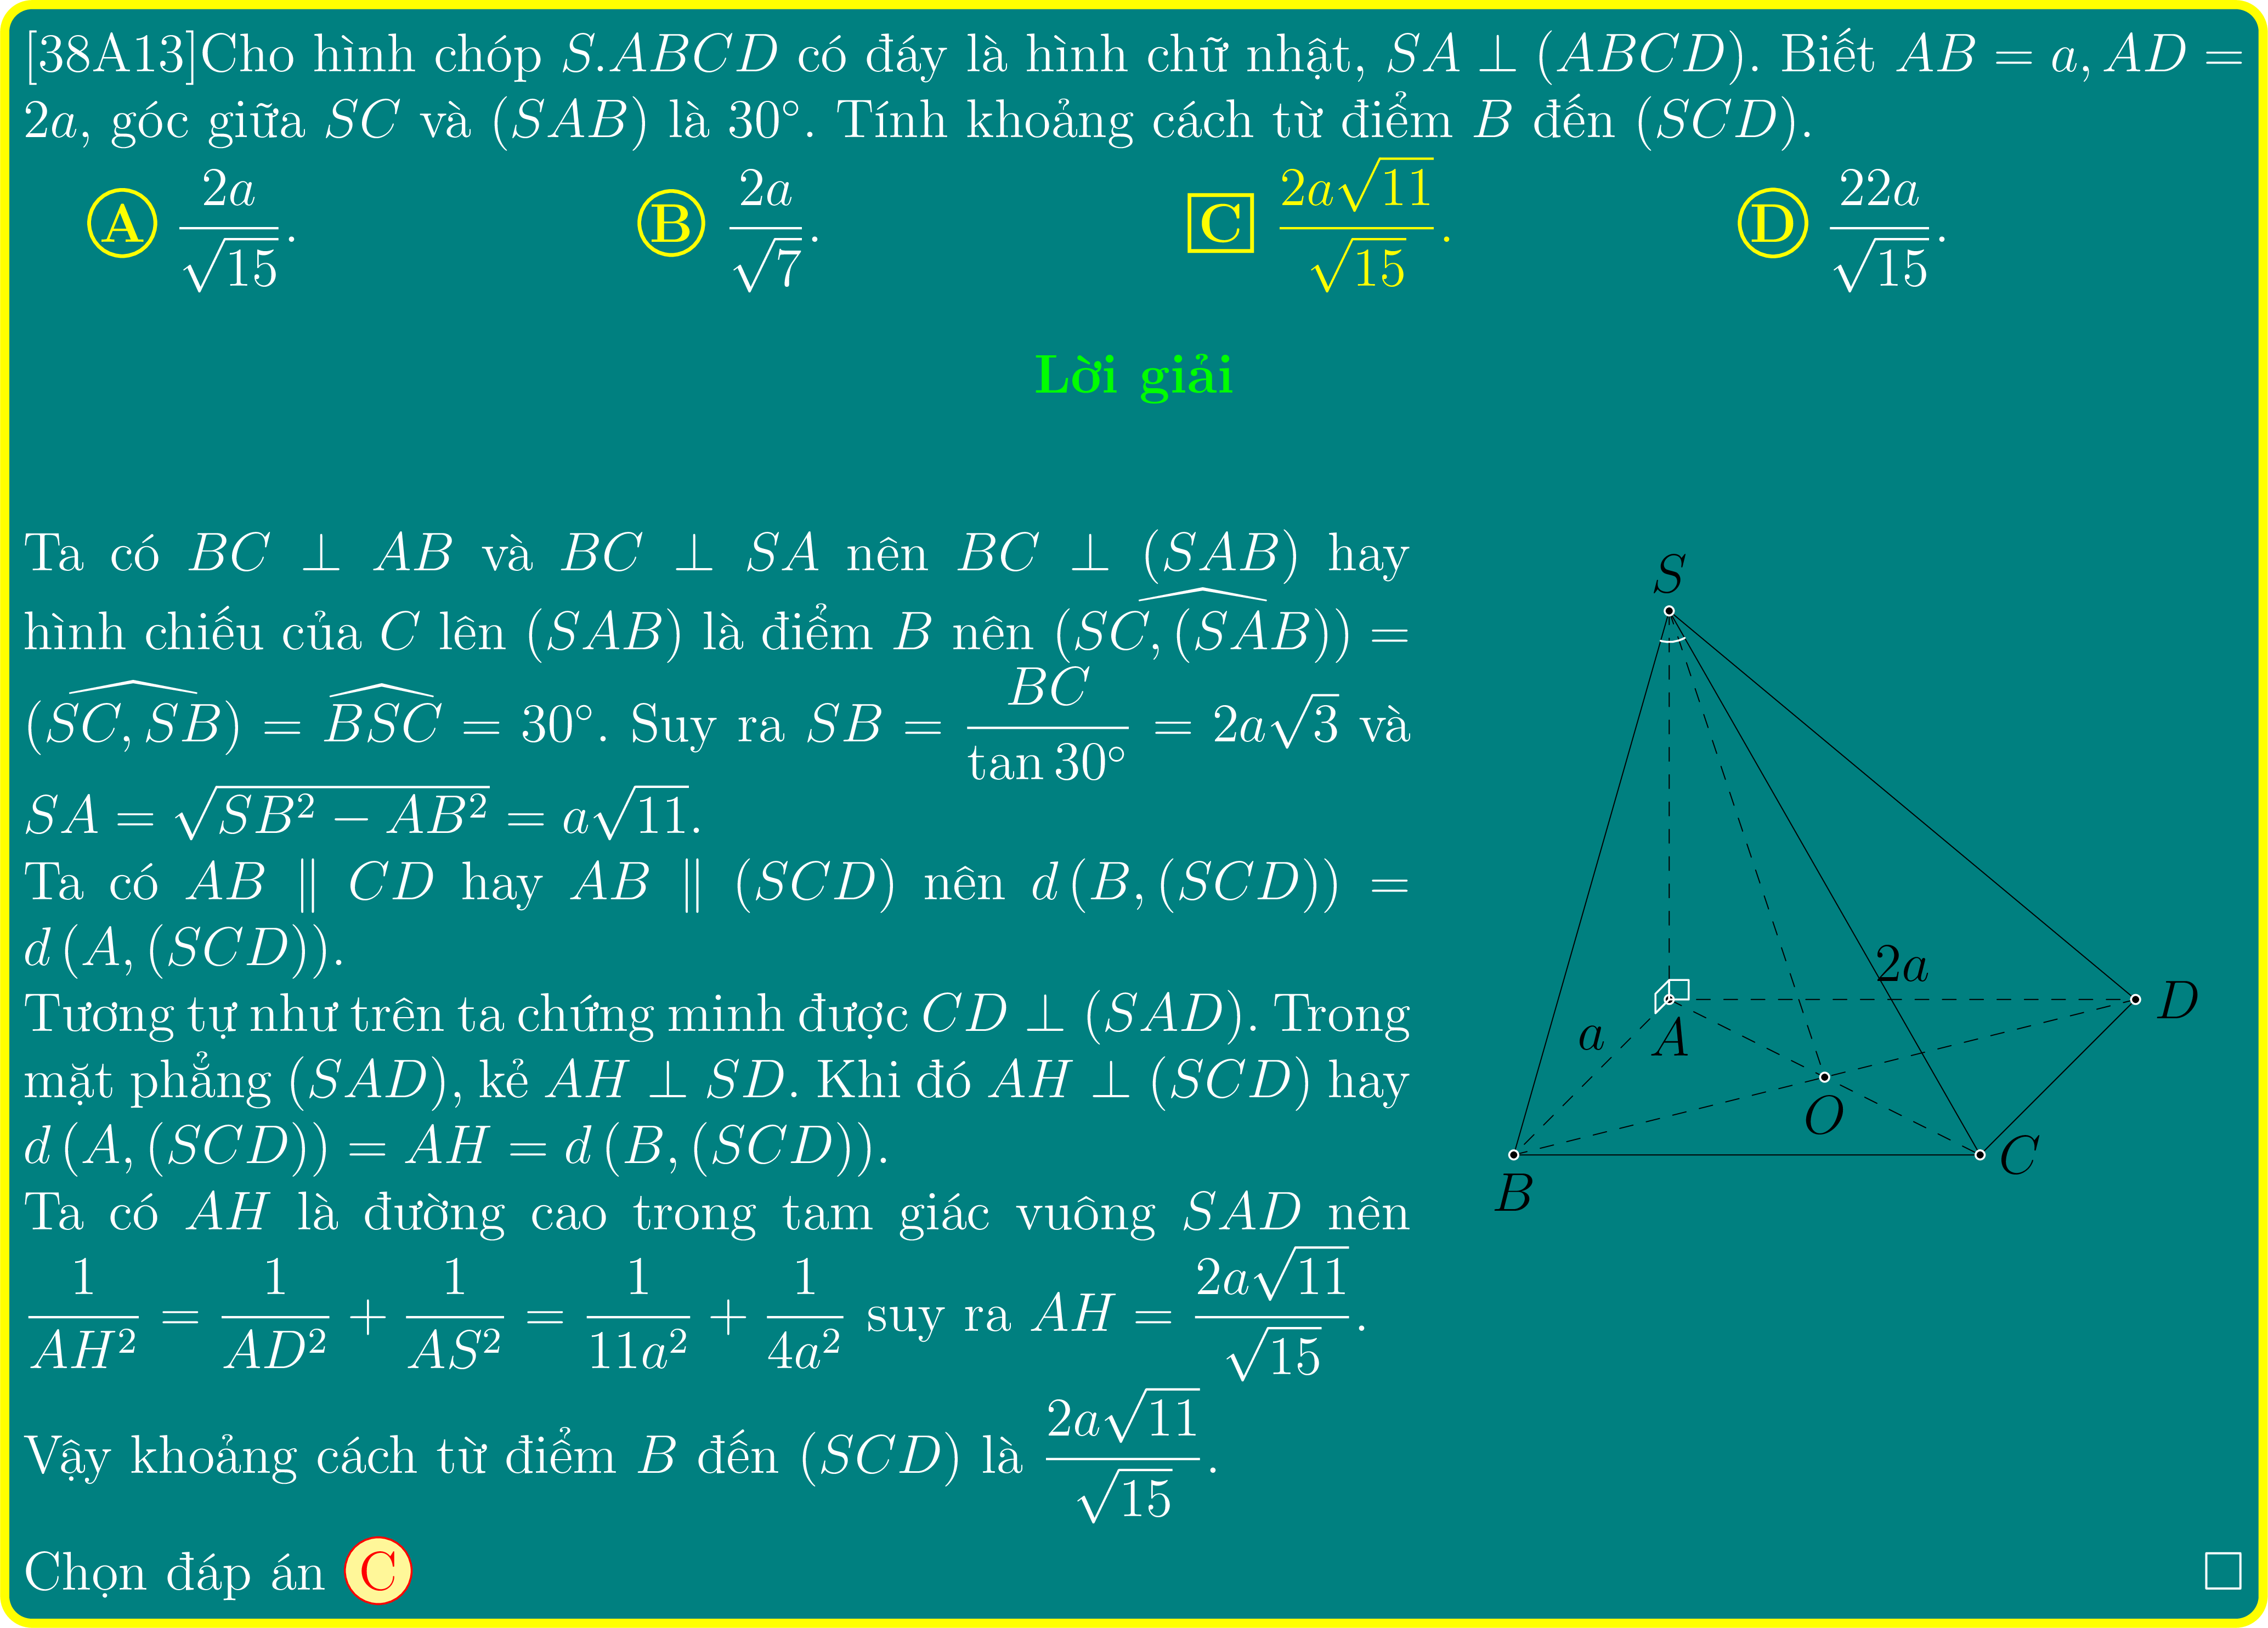 [38A13]Cho hình chóp S.ABCD có đáy là hình chữ nhật, SA ⊥ (ABCD). Biết AB = a, AD =
2a, góc giữa SC và (SAB) là 30°. Tính khoảng cách từ điểm B đến (SCD).
A \frac{2a}{\sqrt{15}}. B \frac{2a}{\sqrt{7}}. C \frac{2a\sqrt{11}}{\sqrt{15}}. D \frac{22a}{\sqrt{15}}.
Lời giải
Ta có BC ⊥ AB và BC ⊥ SA nên BC ⊥ (SAB) hay
hình chiếu của C lên (SAB) là điểm B nên \widehat{(SC, (SAB))} =
\widehat{(SC, SB)} = \widehat{BSC} = 30°. Suy ra SB = \frac{BC}{\tan 30°} = 2a\sqrt{3} và
SA = \sqrt{SB^2 − AB^2} = a\sqrt{11}.
Ta có AB ∥ CD hay AB ∥ (SCD) nên d (B, (SCD)) =
d (A, (SCD)).
Tương tự như trên ta chứng minh được CD ⊥ (SAD). Trong
mặt phẳng (SAD), kẻ AH ⊥ SD. Khi đó AH ⊥ (SCD) hay
d (A, (SCD)) = AH = d (B, (SCD)).
Ta có AH là đường cao trong tam giác vuông SAD nên
\frac{1}{AH^2} = \frac{1}{AD^2} + \frac{1}{AS^2} = \frac{1}{11a^2} + \frac{1}{4a^2} suy ra AH = \frac{2a\sqrt{11}}{\sqrt{15}}.
Vậy khoảng cách từ điểm B đến (SCD) là \frac{2a\sqrt{11}}{\sqrt{15}}.
Chọn đáp án C
S
2a
D
a
A
O
C
B